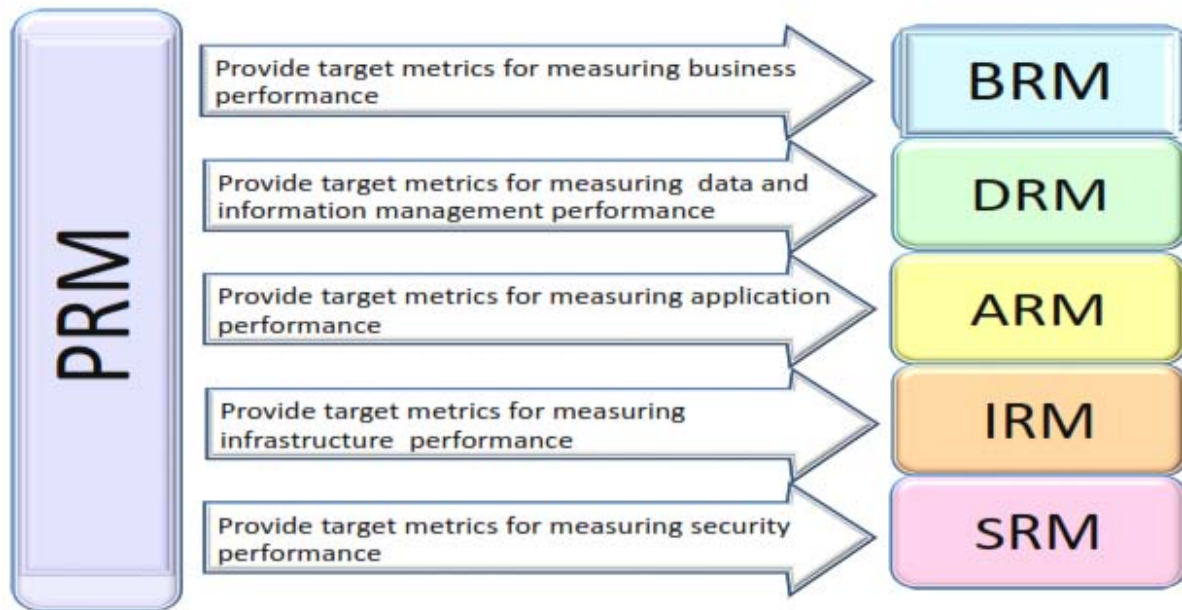 PRM
Provide target metrics for measuring business
performance
BRM
Provide target metrics for measuring data and
information management performance
DRM
Provide target metrics for measuring application
performance
ARM
Provide target metrics for measuring
infrastructure performance
IRM
Provide target metrics for measuring security
performance
sRM